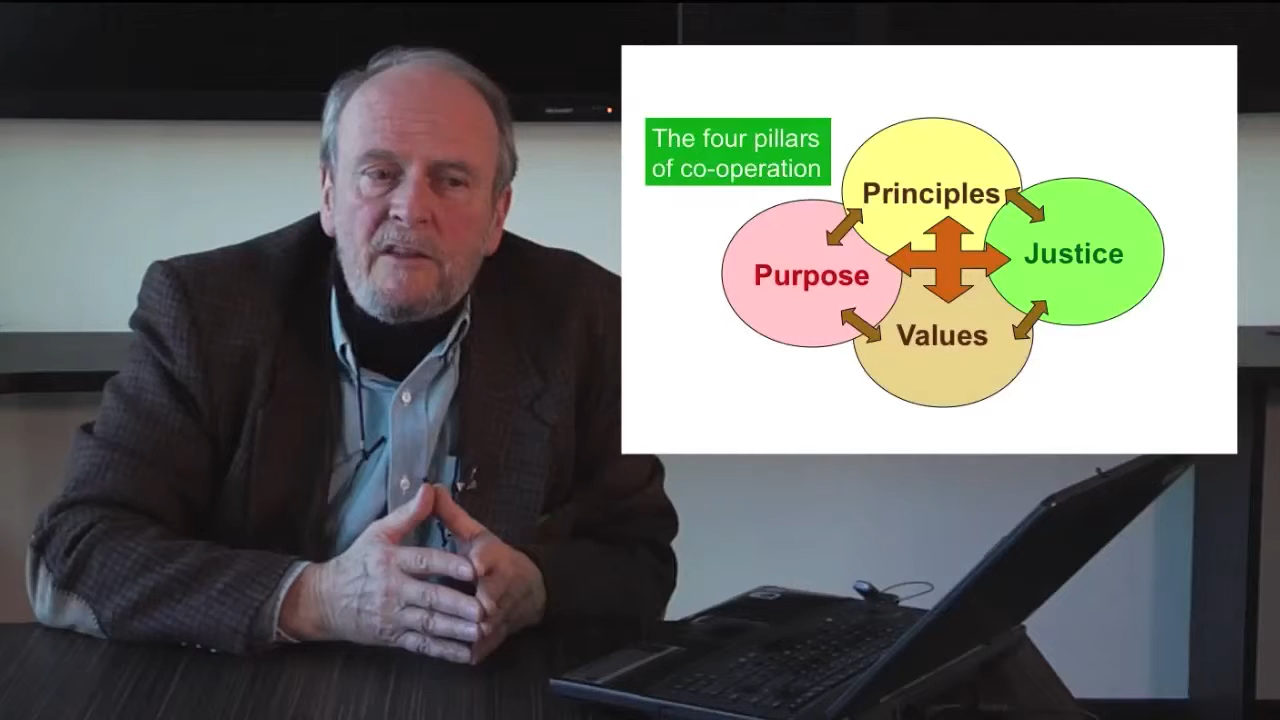 The four pillars
of co-operation
Principles
Justice
Purpose
Values